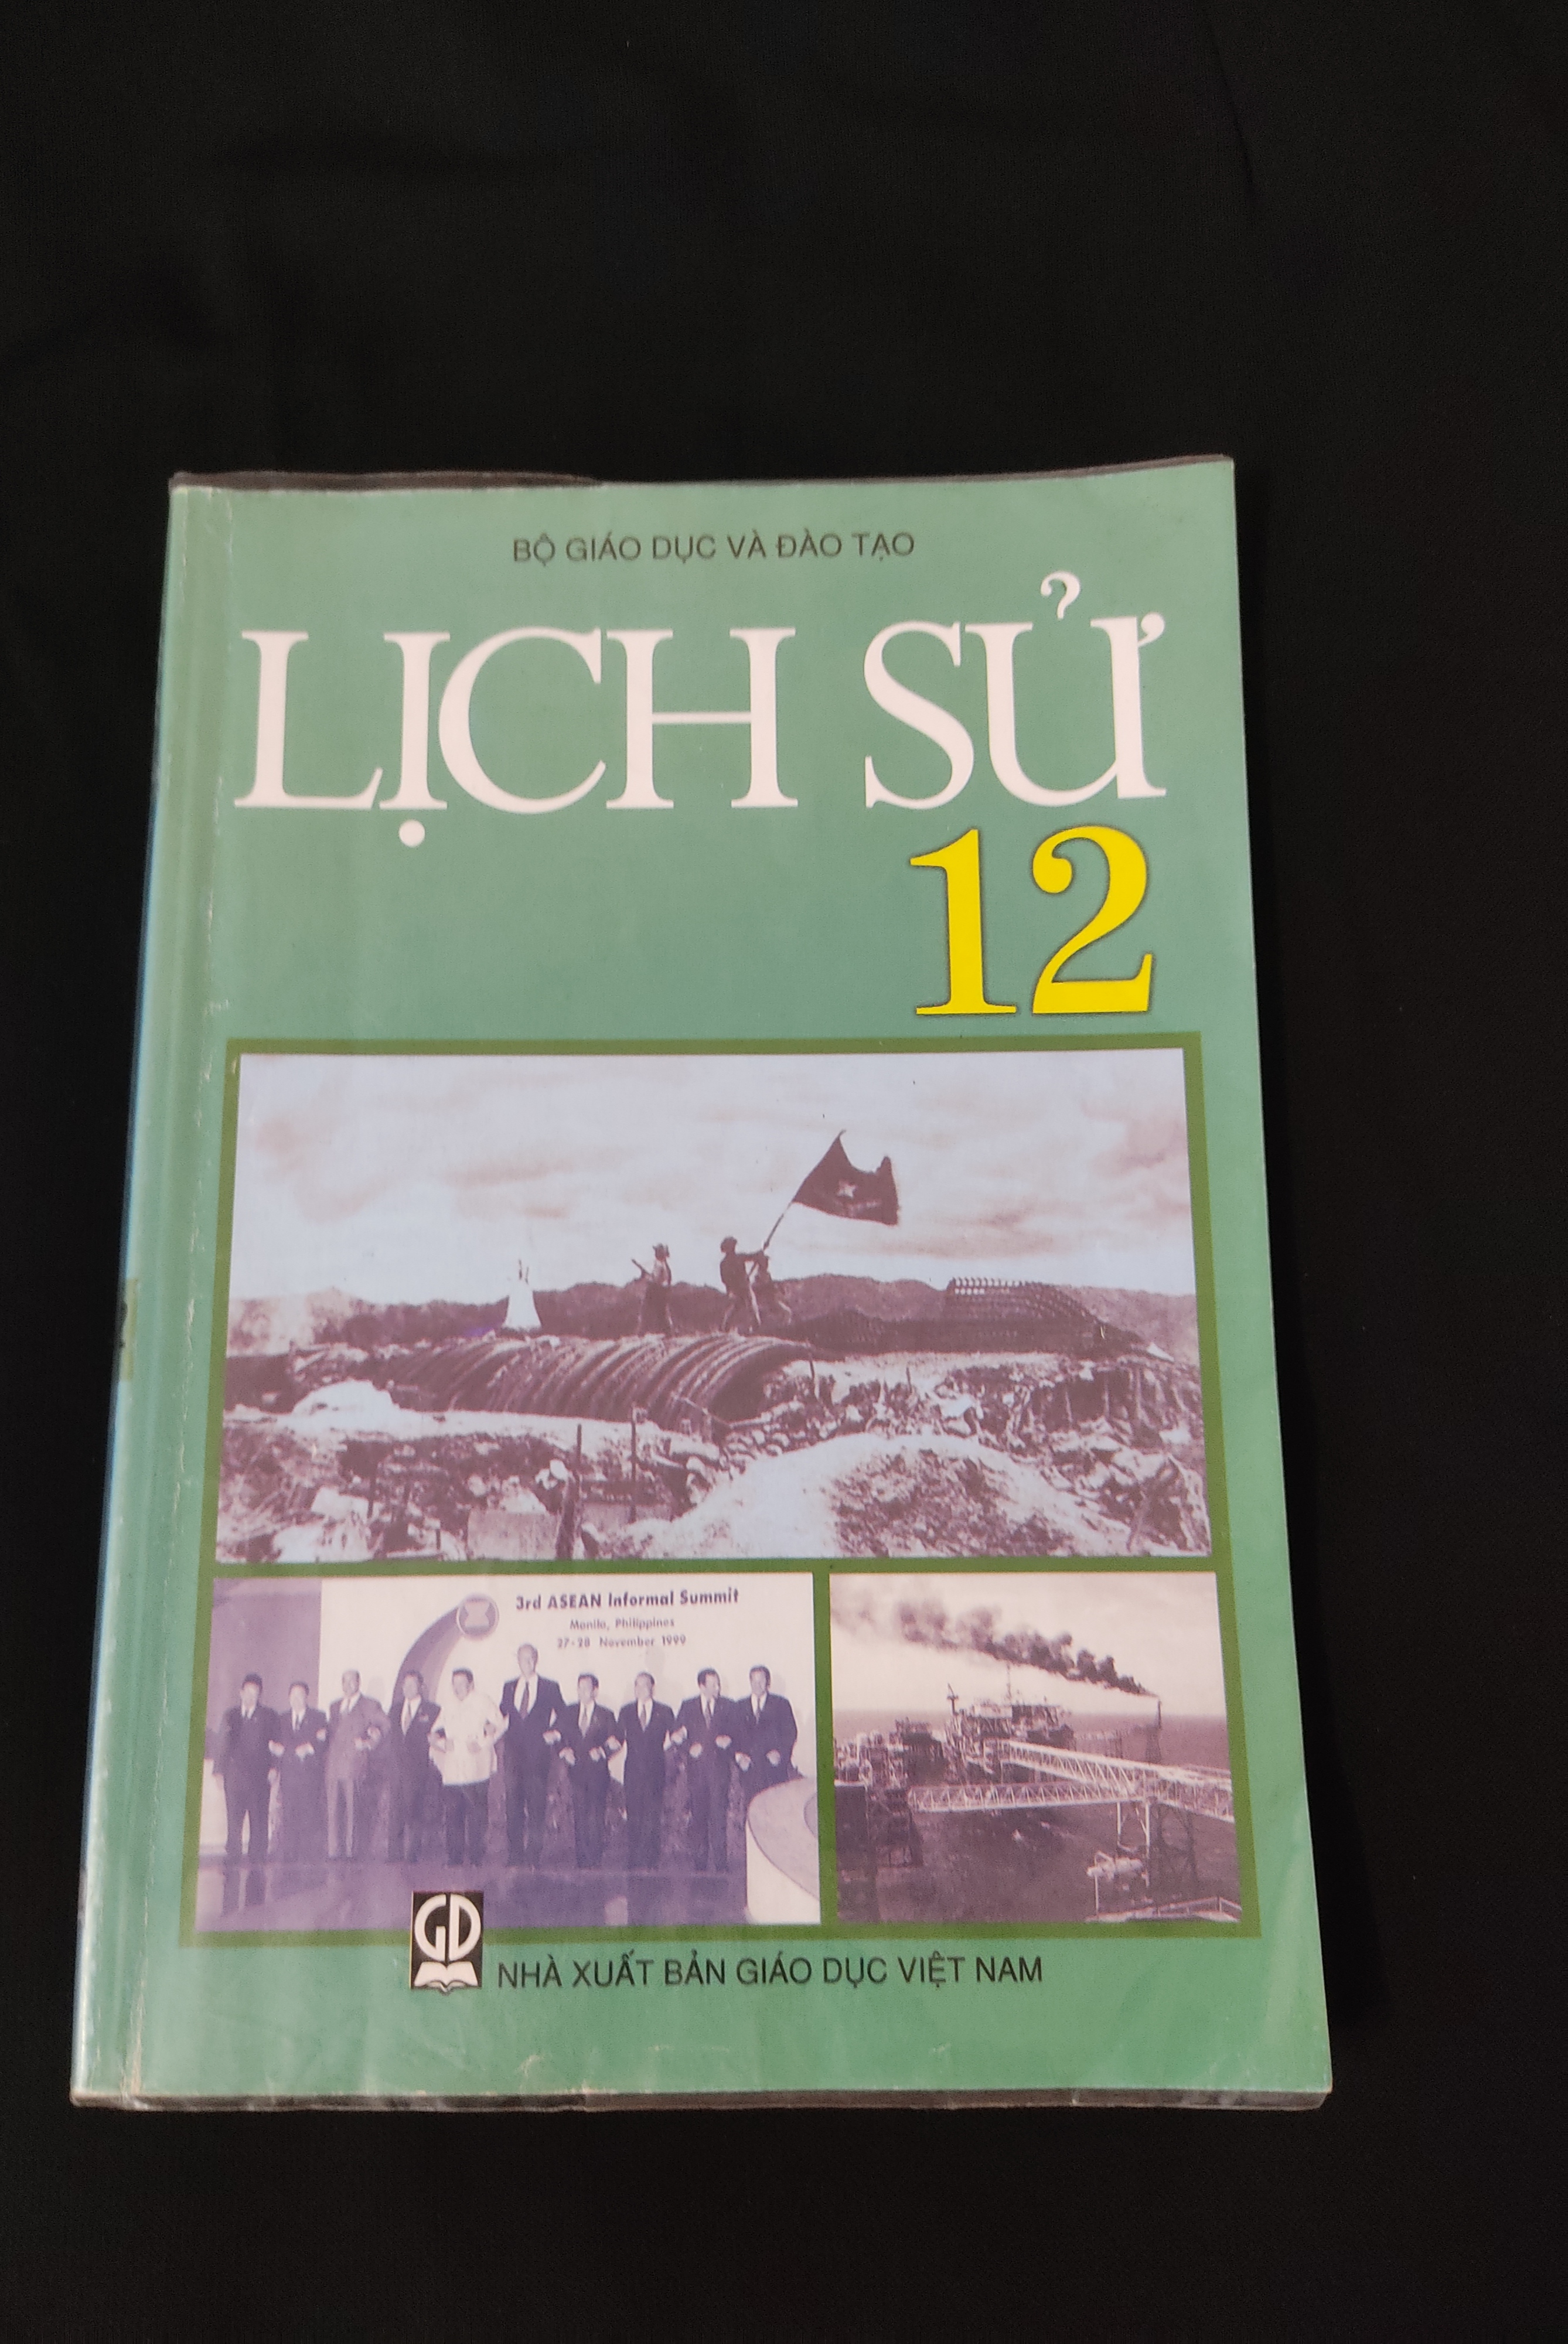 BỘ GIÁO DỤC VÀ ĐÀO TẠO
LỊCH SỬ
12
3rd ASEAN Informal Summit
Manila, Philippines
27-28 November 1999
GD
NHÀ XUẤT BẢN GIÁO DỤC VIỆT NAM